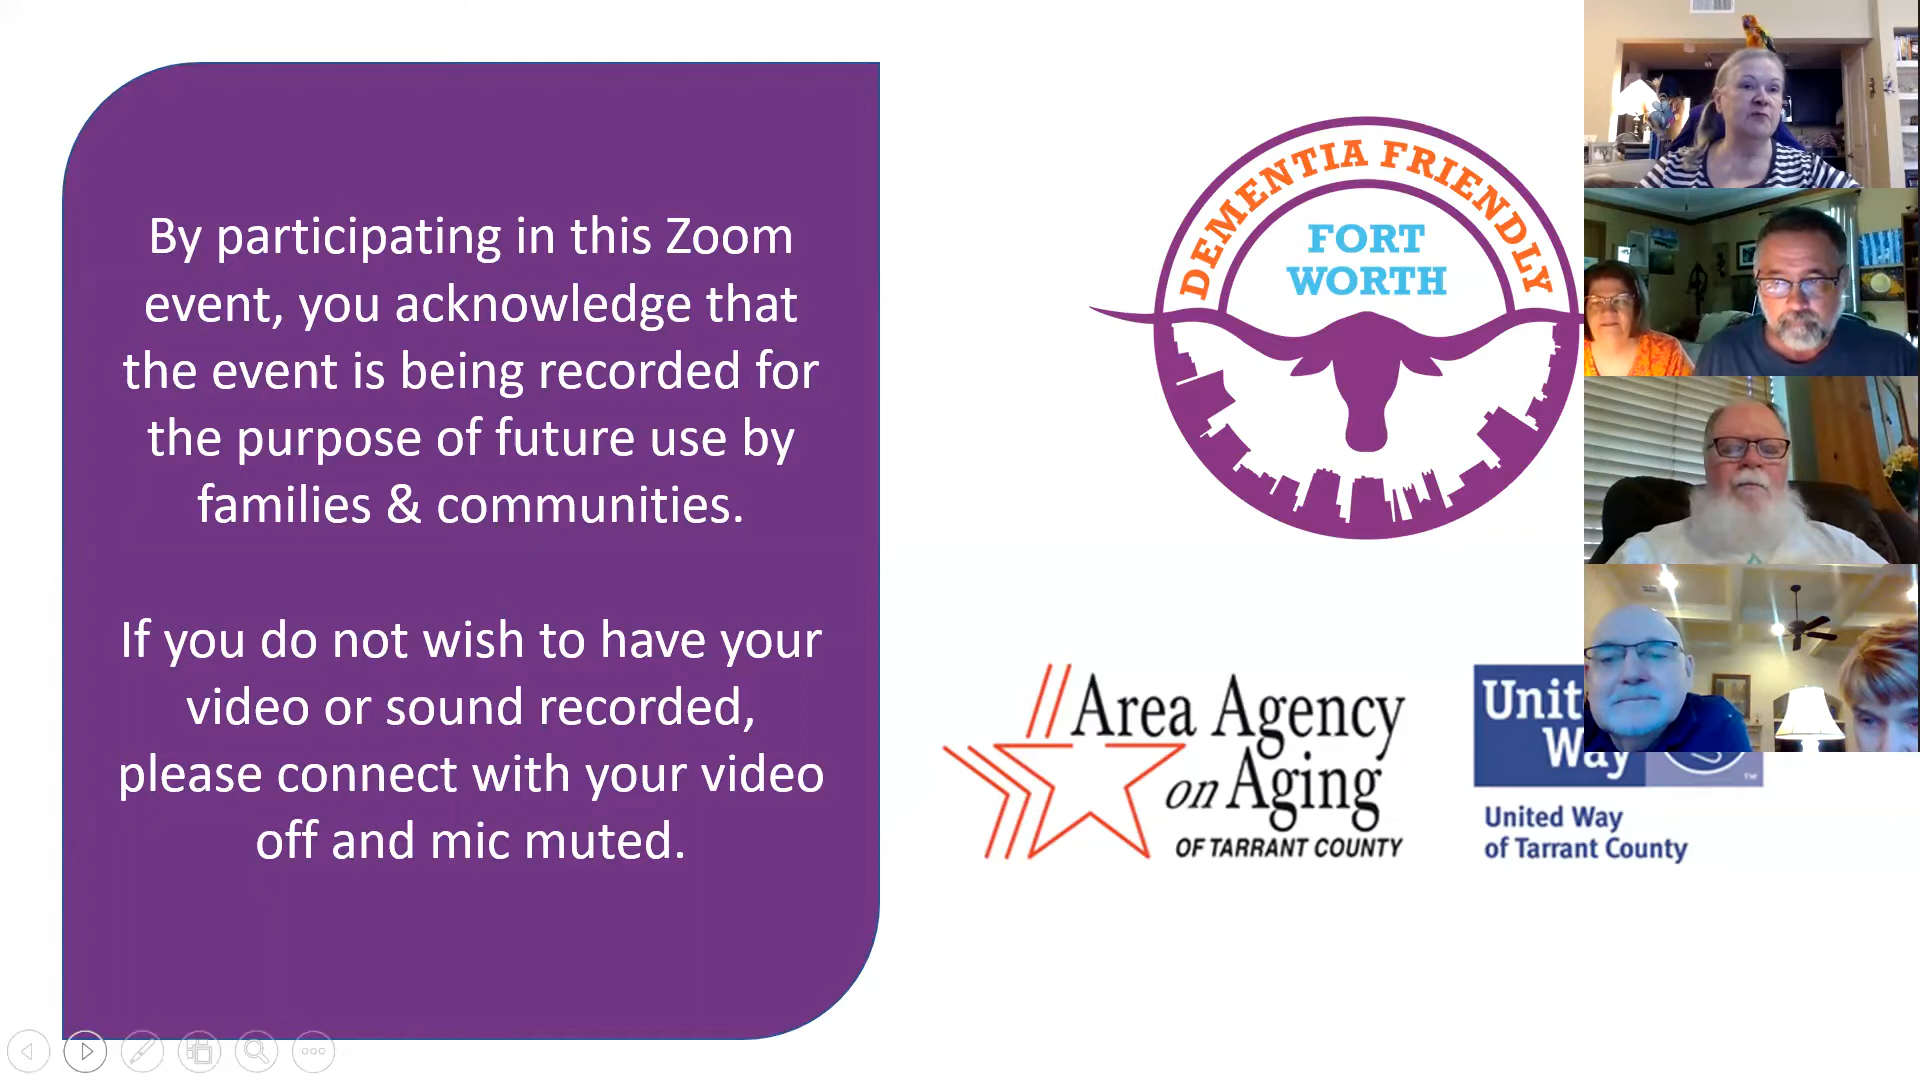 By participating in this Zoom
event, you acknowledge that
the event is being recorded for
the purpose of future use by
families & communities.
If you do not wish to have your
video or sound recorded,
please connect with your video
off and mic muted.
DEMENTIA FRIENDLY
FORT
WORTH
Area Agency
on Aging
OF TARRANT COUNTY
Unit
Way
TM
United Way
of Tarrant County